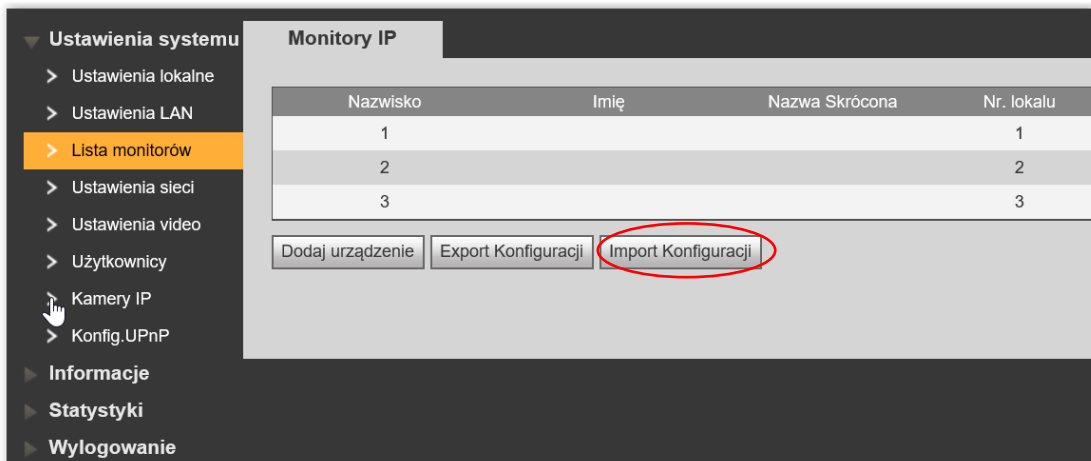 Ustawienia systemu
Monitory IP
Ustawienia lokalne
Ustawienia LAN
Lista monitorów
Ustawienia sieci
Ustawienia video
Użytkownicy
Kamery IP
Konfig.UPnP
Informacje
Statystyki
Wylogowanie
Nazwisko Imię Nazwa Skrócona Nr. lokalu
1 1
2 2
3 3
Dodaj urządzenie Export Konfiguracji Import Konfiguracji